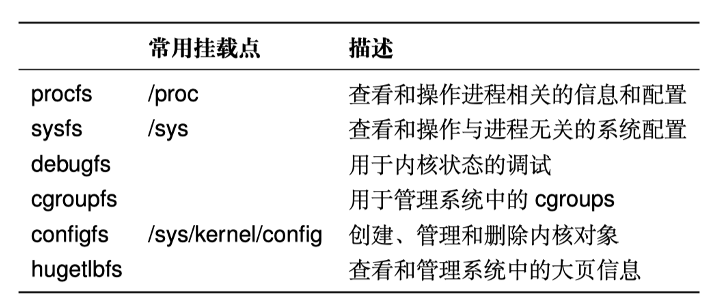 常用挂载点 描述
procfs /proc 查看和操作进程相关的信息和配置
sysfs /sys 查看和操作与进程无关的系统配置
debugfs 用于内核状态的调试
cgroupfs 用于管理系统中的 cgroups
configfs /sys/kernel/config 创建、管理和删除内核对象
hugetlbfs 查看和管理系统中的大页信息